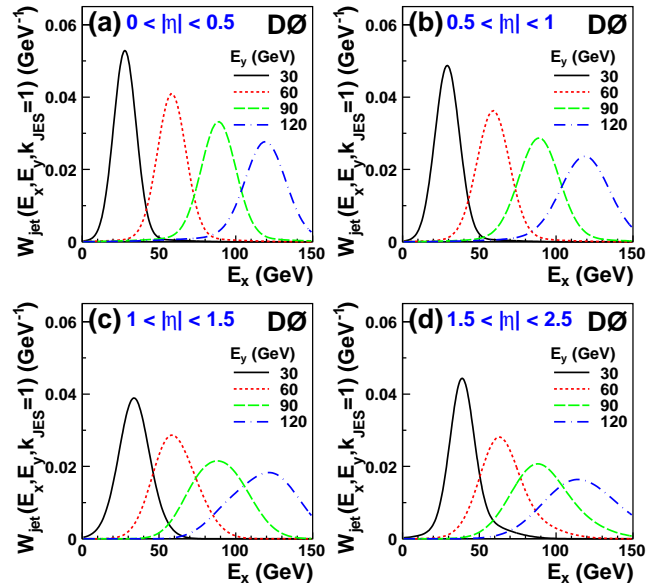 (a) 0 < |η| < 0.5 DØ
E_y (GeV)
30
60
90
120
W_jet(E_x,E_y,k_JES=1) (GeV⁻¹)
0.06
0.04
0.02
0
0 50 100 150
E_x (GeV)
(b) 0.5 < |η| < 1 DØ
E_y (GeV)
30
60
90
120
W_jet(E_x,E_y,k_JES=1) (GeV⁻¹)
0.06
0.04
0.02
0
0 50 100 150
E_x (GeV)
(c) 1 < |η| < 1.5 DØ
E_y (GeV)
30
60
90
120
W_jet(E_x,E_y,k_JES=1) (GeV⁻¹)
0.06
0.04
0.02
0
0 50 100 150
E_x (GeV)
(d) 1.5 < |η| < 2.5 DØ
E_y (GeV)
30
60
90
120
W_jet(E_x,E_y,k_JES=1) (GeV⁻¹)
0.06
0.04
0.02
0
0 50 100 150
E_x (GeV)